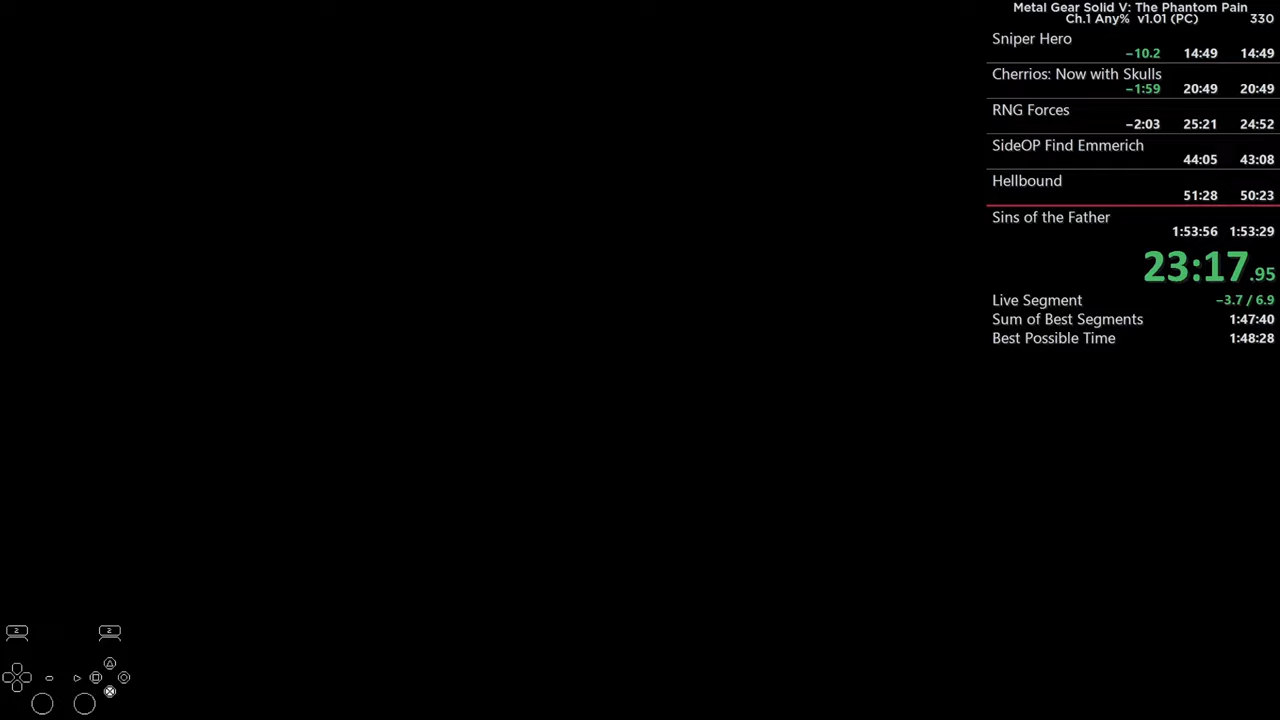 Metal Gear Solid V: The Phantom Pain
Ch.1 Any% v1.01 (PC) 330
Sniper Hero
−10.2 14:49 14:49
Cherrios: Now with Skulls
−1:59 20:49 20:49
RNG Forces
−2:03 25:21 24:52
SideOP Find Emmerich
44:05 43:08
Hellbound
51:28 50:23
Sins of the Father
1:53:56 1:53:29
23:17.95
Live Segment −3.7 / 6.9
Sum of Best Segments 1:47:40
Best Possible Time 1:48:28
2 2